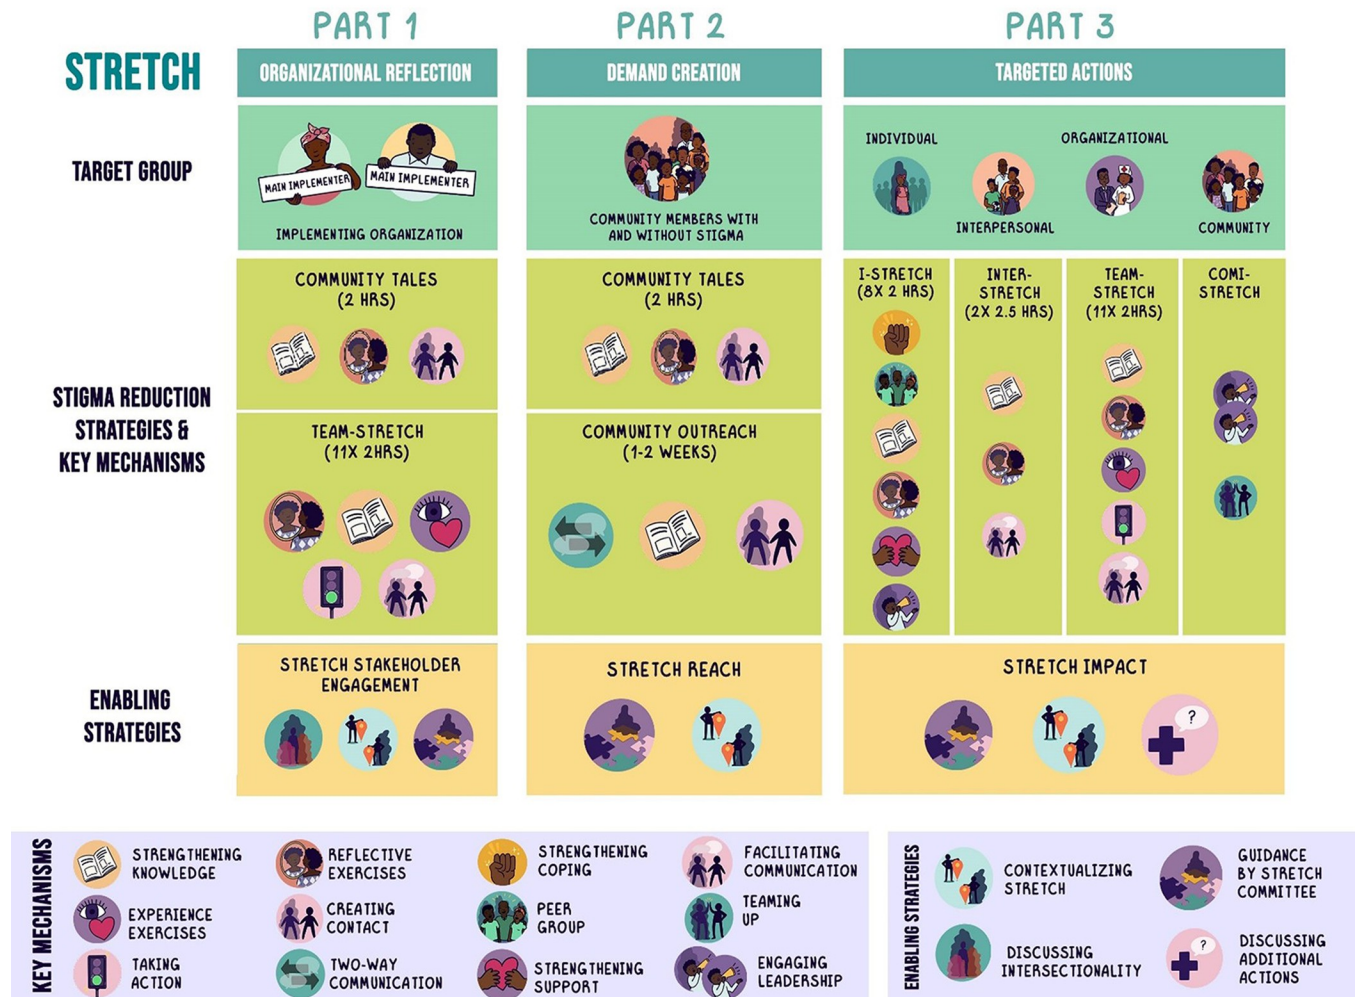 PART 1
PART 2
PART 3
STRETCH
ORGANIZATIONAL REFLECTION
DEMAND CREATION
TARGETED ACTIONS
TARGET GROUP
MAIN IMPLEMENTER
MAIN IMPLEMENTER
IMPLEMENTING ORGANIZATION
COMMUNITY MEMBERS WITH
AND WITHOUT STIGMA
INDIVIDUAL
INTERPERSONAL
ORGANIZATIONAL
COMMUNITY
STIGMA REDUCTION
STRATEGIES &
KEY MECHANISMS
COMMUNITY TALES
(2 HRS)
TEAM-STRETCH
(11X 2HRS)
COMMUNITY TALES
(2 HRS)
COMMUNITY OUTREACH
(1-2 WEEKS)
I-STRETCH
(8X 2 HRS)
INTER-
STRETCH
(2X 2.5 HRS)
TEAM-
STRETCH
(11X 2HRS)
COMI-
STRETCH
ENABLING
STRATEGIES
STRETCH STAKEHOLDER
ENGAGEMENT
STRETCH REACH
STRETCH IMPACT
?
KEY MECHANISMS
STRENGTHENING
KNOWLEDGE
REFLECTIVE
EXERCISES
STRENGTHENING
COPING
FACILITATING
COMMUNICATION
EXPERIENCE
EXERCISES
CREATING
CONTACT
PEER
GROUP
TEAMING
UP
TAKING
ACTION
TWO-WAY
COMMUNICATION
STRENGTHENING
SUPPORT
ENGAGING
LEADERSHIP
ENABLING STRATEGIES
CONTEXTUALIZING
STRETCH
GUIDANCE
BY STRETCH
COMMITTEE
DISCUSSING
INTERSECTIONALITY
?
DISCUSSING
ADDITIONAL
ACTIONS